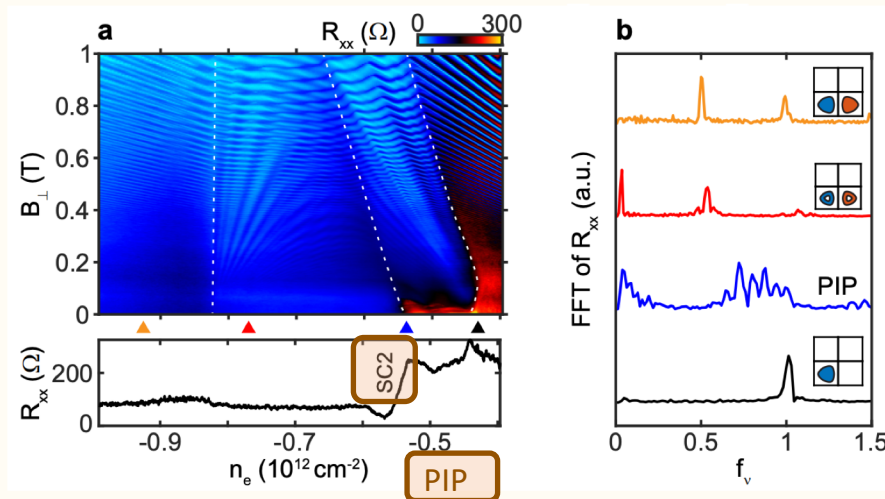 a
R_xx (Ω)
0
300
b
1
0.8
0.6
0.4
0.2
0
B⊥ (T)
R_xx (Ω)
200
0
SC2
-0.9
-0.7
-0.5
n_e (10^12 cm^-2)
PIP
FFT of R_xx (a.u.)
PIP
0
0.5
1
1.5
f_ν